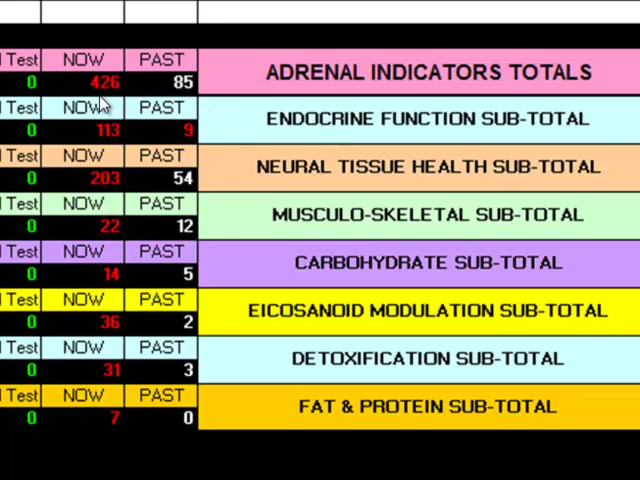 Test NOW PAST ADRENAL INDICATORS TOTALS
0 426 85
Test NOW PAST ENDOCRINE FUNCTION SUB-TOTAL
0 113 9
Test NOW PAST NEURAL TISSUE HEALTH SUB-TOTAL
0 203 54
Test NOW PAST MUSCULO-SKELETAL SUB-TOTAL
0 22 12
Test NOW PAST CARBOHYDRATE SUB-TOTAL
0 14 5
Test NOW PAST EICOSANOID MODULATION SUB-TOTAL
0 36 2
Test NOW PAST DETOXIFICATION SUB-TOTAL
0 31 3
Test NOW PAST FAT & PROTEIN SUB-TOTAL
0 7 0